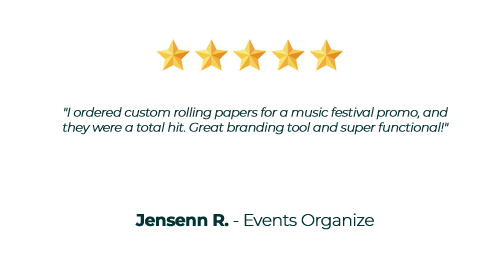 "I ordered custom rolling papers for a music festival promo, and
they were a total hit. Great branding tool and super functional!"
Jensenn R. - Events Organize